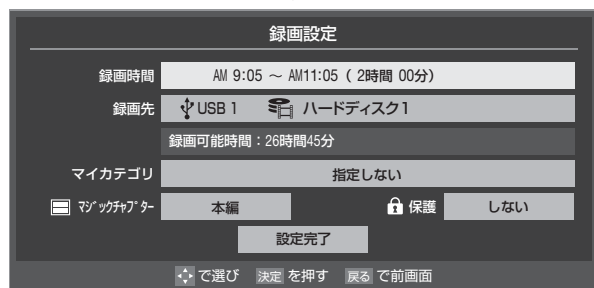 録画設定
録画時間 AM 9:05 ～ AM11:05 ( 2時間 00分)
録画先 USB 1 ハードディスク1
録画可能時間：26時間45分
マイカテゴリ 指定しない
ﾏｼﾞｯｸﾁｬﾌﾟﾀｰ 本編 保護 しない
設定完了
で選び 決定 を押す 戻る で前画面